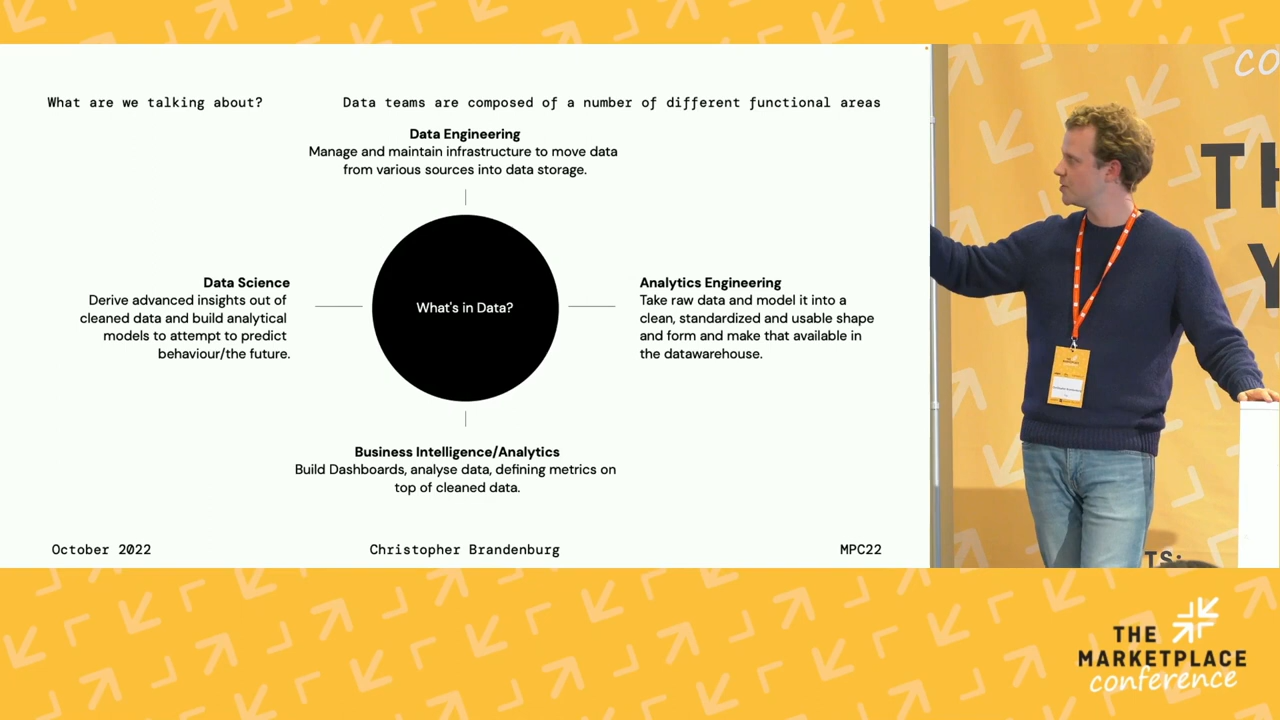 What are we talking about?
Data teams are composed of a number of different functional areas
Data Engineering
Manage and maintain infrastructure to move data
from various sources into data storage.
Data Science
Derive advanced insights out of
cleaned data and build analytical
models to attempt to predict
behaviour/the future.
What's in Data?
Analytics Engineering
Take raw data and model it into a
clean, standardized and usable shape
and form and make that available in
the datawarehouse.
Business Intelligence/Analytics
Build Dashboards, analyse data, defining metrics on
top of cleaned data.
October 2022
Christopher Brandenburg
MPC22
co
TH
Y
TS:
THE
MARKETPLACE
conference